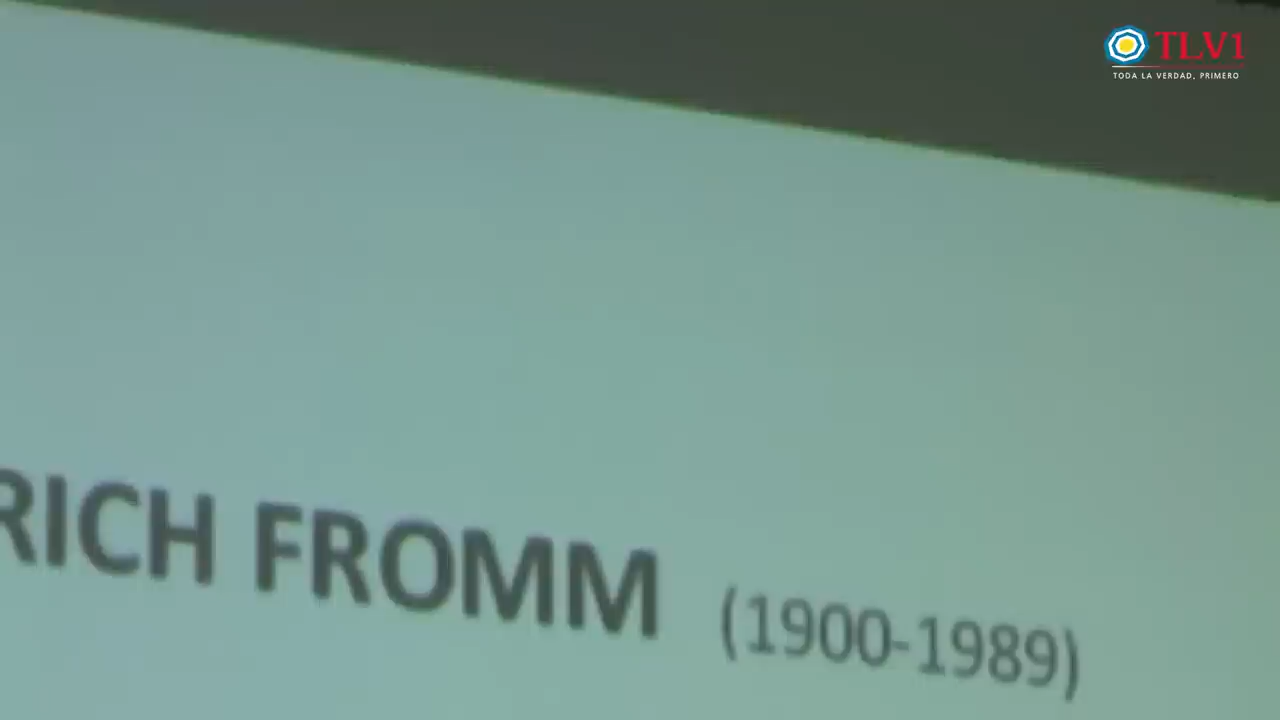 TLV1
TODA LA VERDAD, PRIMERO
RICH FROMM (1900-1989)